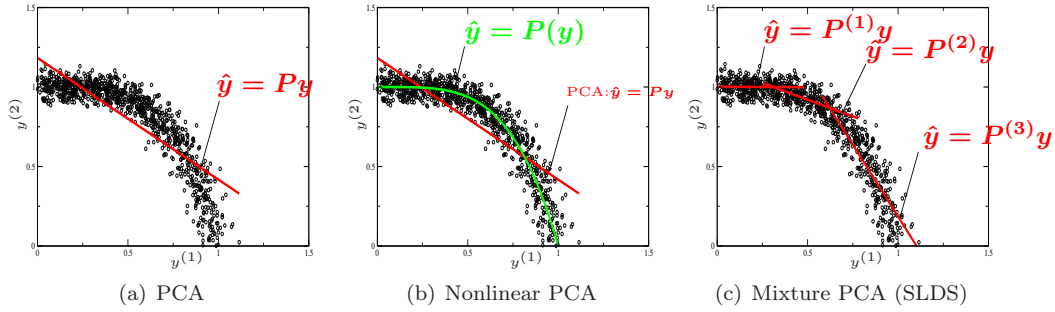 1.5
1
0.5
0
0
0.5
1
1.5
y(2)
y(1)
ŷ = Py
(a) PCA
1.5
1
0.5
0
0
0.5
1
1.5
y(2)
y(1)
ŷ = P(y)
PCA:ŷ = Py
(b) Nonlinear PCA
1.5
1
0.5
0
0
0.5
1
1.5
y(2)
y(1)
ŷ = P(1)y
ŷ = P(2)y
ŷ = P(3)y
(c) Mixture PCA (SLDS)